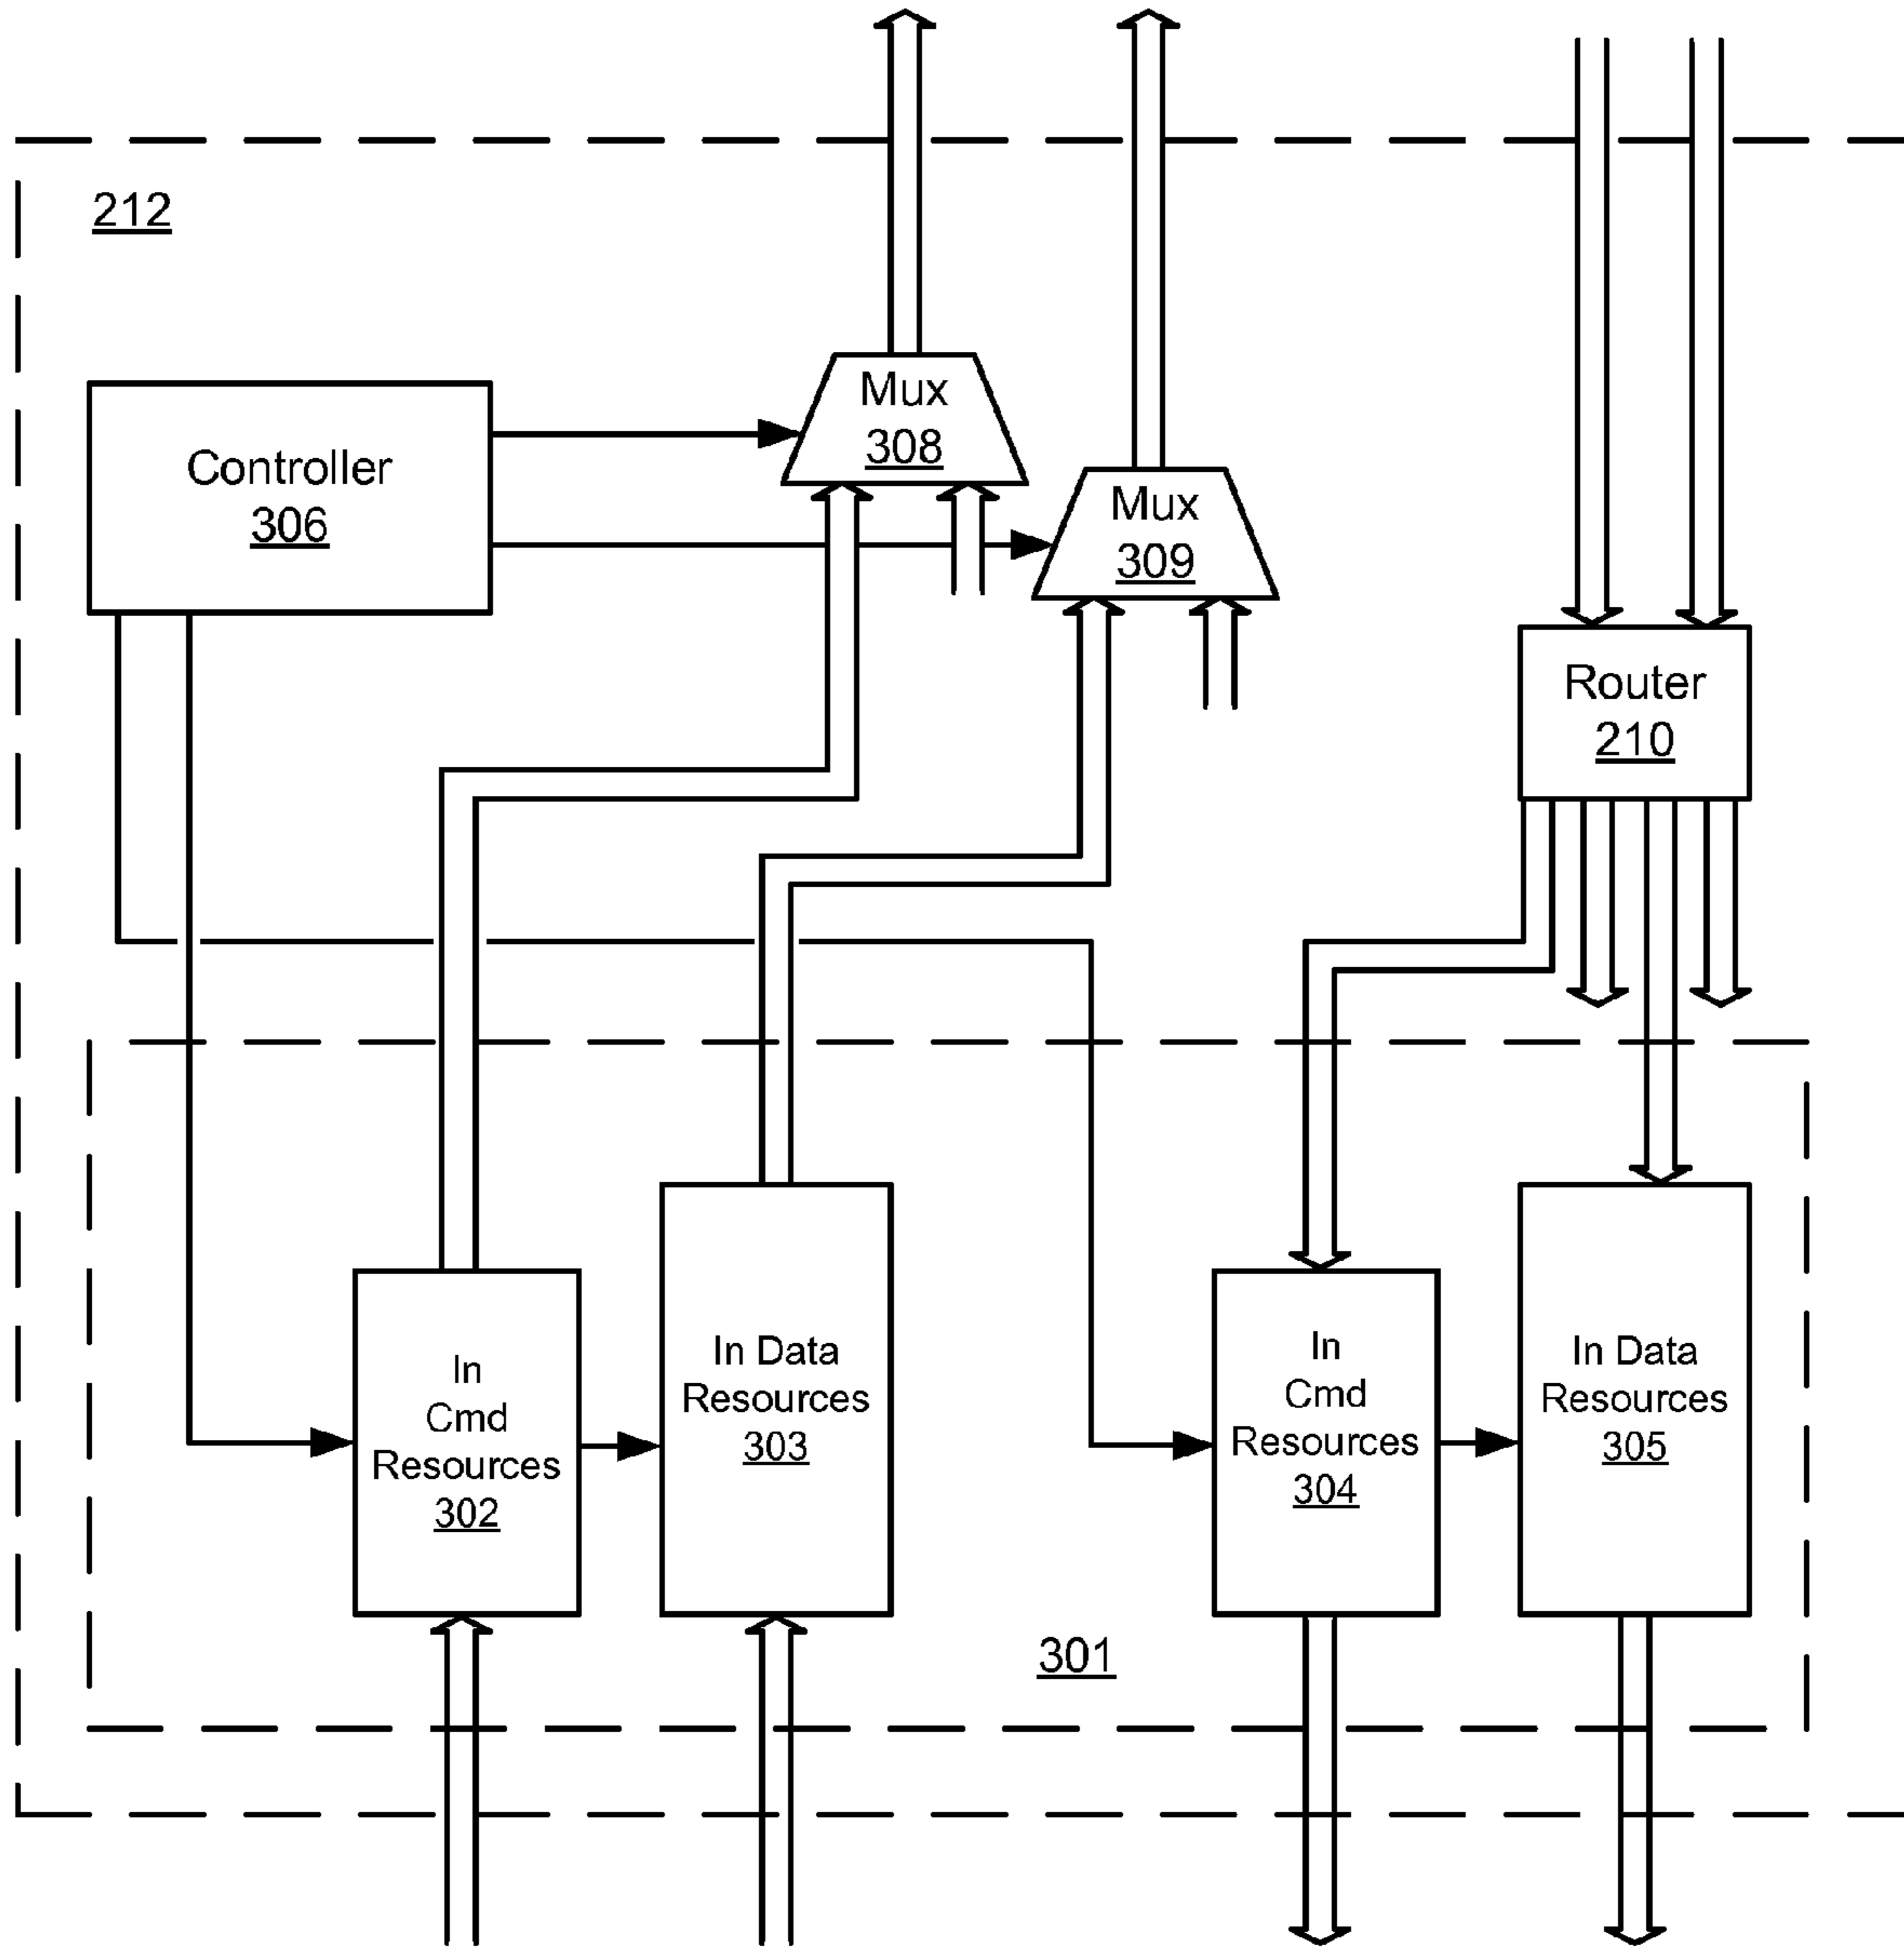 212
Controller
306
Mux
308
Mux
309
Router
210
In
Cmd
Resources
302
In Data
Resources
303
In
Cmd
Resources
304
In Data
Resources
305
301